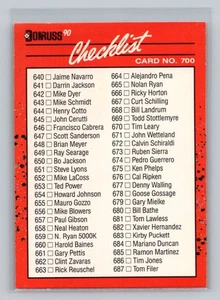 DONRUSS 90
Checklist
CARD NO. 700
640 Jaime Navarro
641 Darrin Jackson
642 Mike Dyer
643 Mike Schmidt
644 Henry Cotto
645 John Cerutti
646 Francisco Cabrera
647 Scott Sanderson
648 Brian Meyer
649 Ray Searage
650 Bo Jackson
651 Steve Lyons
652 Mike LaCoss
653 Ted Power
654 Howard Johnson
655 Mauro Gozzo
656 Mike Blowers
657 Paul Gibson
658 Neal Heaton
659 N. Ryan 5000K
660 Harold Baines
661 Gary Pettis
662 Clint Zavaras
663 Rick Reuschel
664 Alejandro Pena
665 Nolan Ryan
666 Ricky Horton
667 Curt Schilling
668 Bill Landrum
669 Todd Stottlemyre
670 Tim Leary
671 John Wetteland
672 Calvin Schiraldi
673 Ruben Sierra
674 Pedro Guerrero
675 Ken Phelps
676 Cal Ripken
677 Denny Walling
678 Goose Gossage
679 Gary Mielke
680 Bill Bathe
681 Tom Lawless
682 Xavier Hernandez
683 Kirby Puckett
684 Mariano Duncan
685 Ramon Martinez
686 Tim Jones
687 Tom Filer